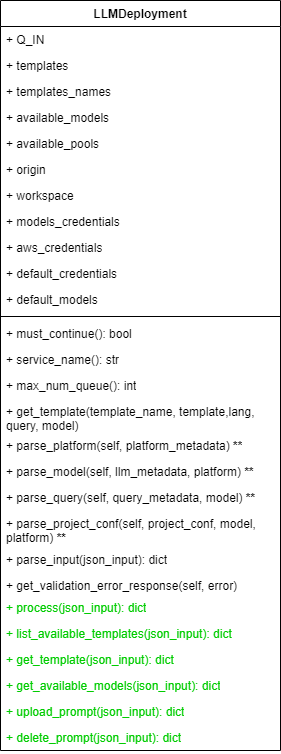 LLMDeployment
+ Q_IN
+ templates
+ templates_names
+ available_models
+ available_pools
+ origin
+ workspace
+ models_credentials
+ aws_credentials
+ default_credentials
+ default_models
+ must_continue(): bool
+ service_name(): str
+ max_num_queue(): int
+ get_template(template_name, template,lang,
query, model)
+ parse_platform(self, platform_metadata) **
+ parse_model(self, llm_metadata, platform) **
+ parse_query(self, query_metadata, model) **
+ parse_project_conf(self, project_conf, model,
platform) **
+ parse_input(json_input): dict
+ get_validation_error_response(self, error)
+ process(json_input): dict
+ list_available_templates(json_input): dict
+ get_template(json_input): dict
+ get_available_models(json_input): dict
+ upload_prompt(json_input): dict
+ delete_prompt(json_input): dict